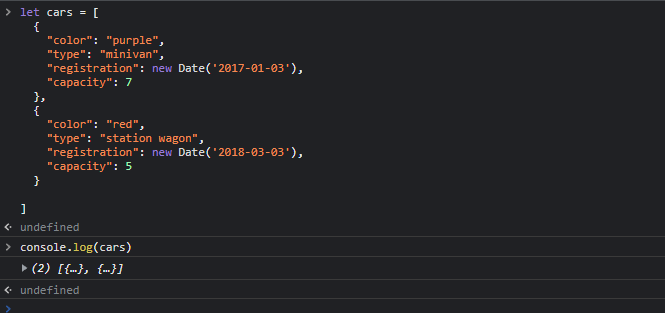 let cars = [
{
"color": "purple",
"type": "minivan",
"registration": new Date('2017-01-03'),
"capacity": 7
},
{
"color": "red",
"type": "station wagon",
"registration": new Date('2018-03-03'),
"capacity": 5
}
]
undefined
console.log(cars)
(2) [{…}, {…}]
undefined